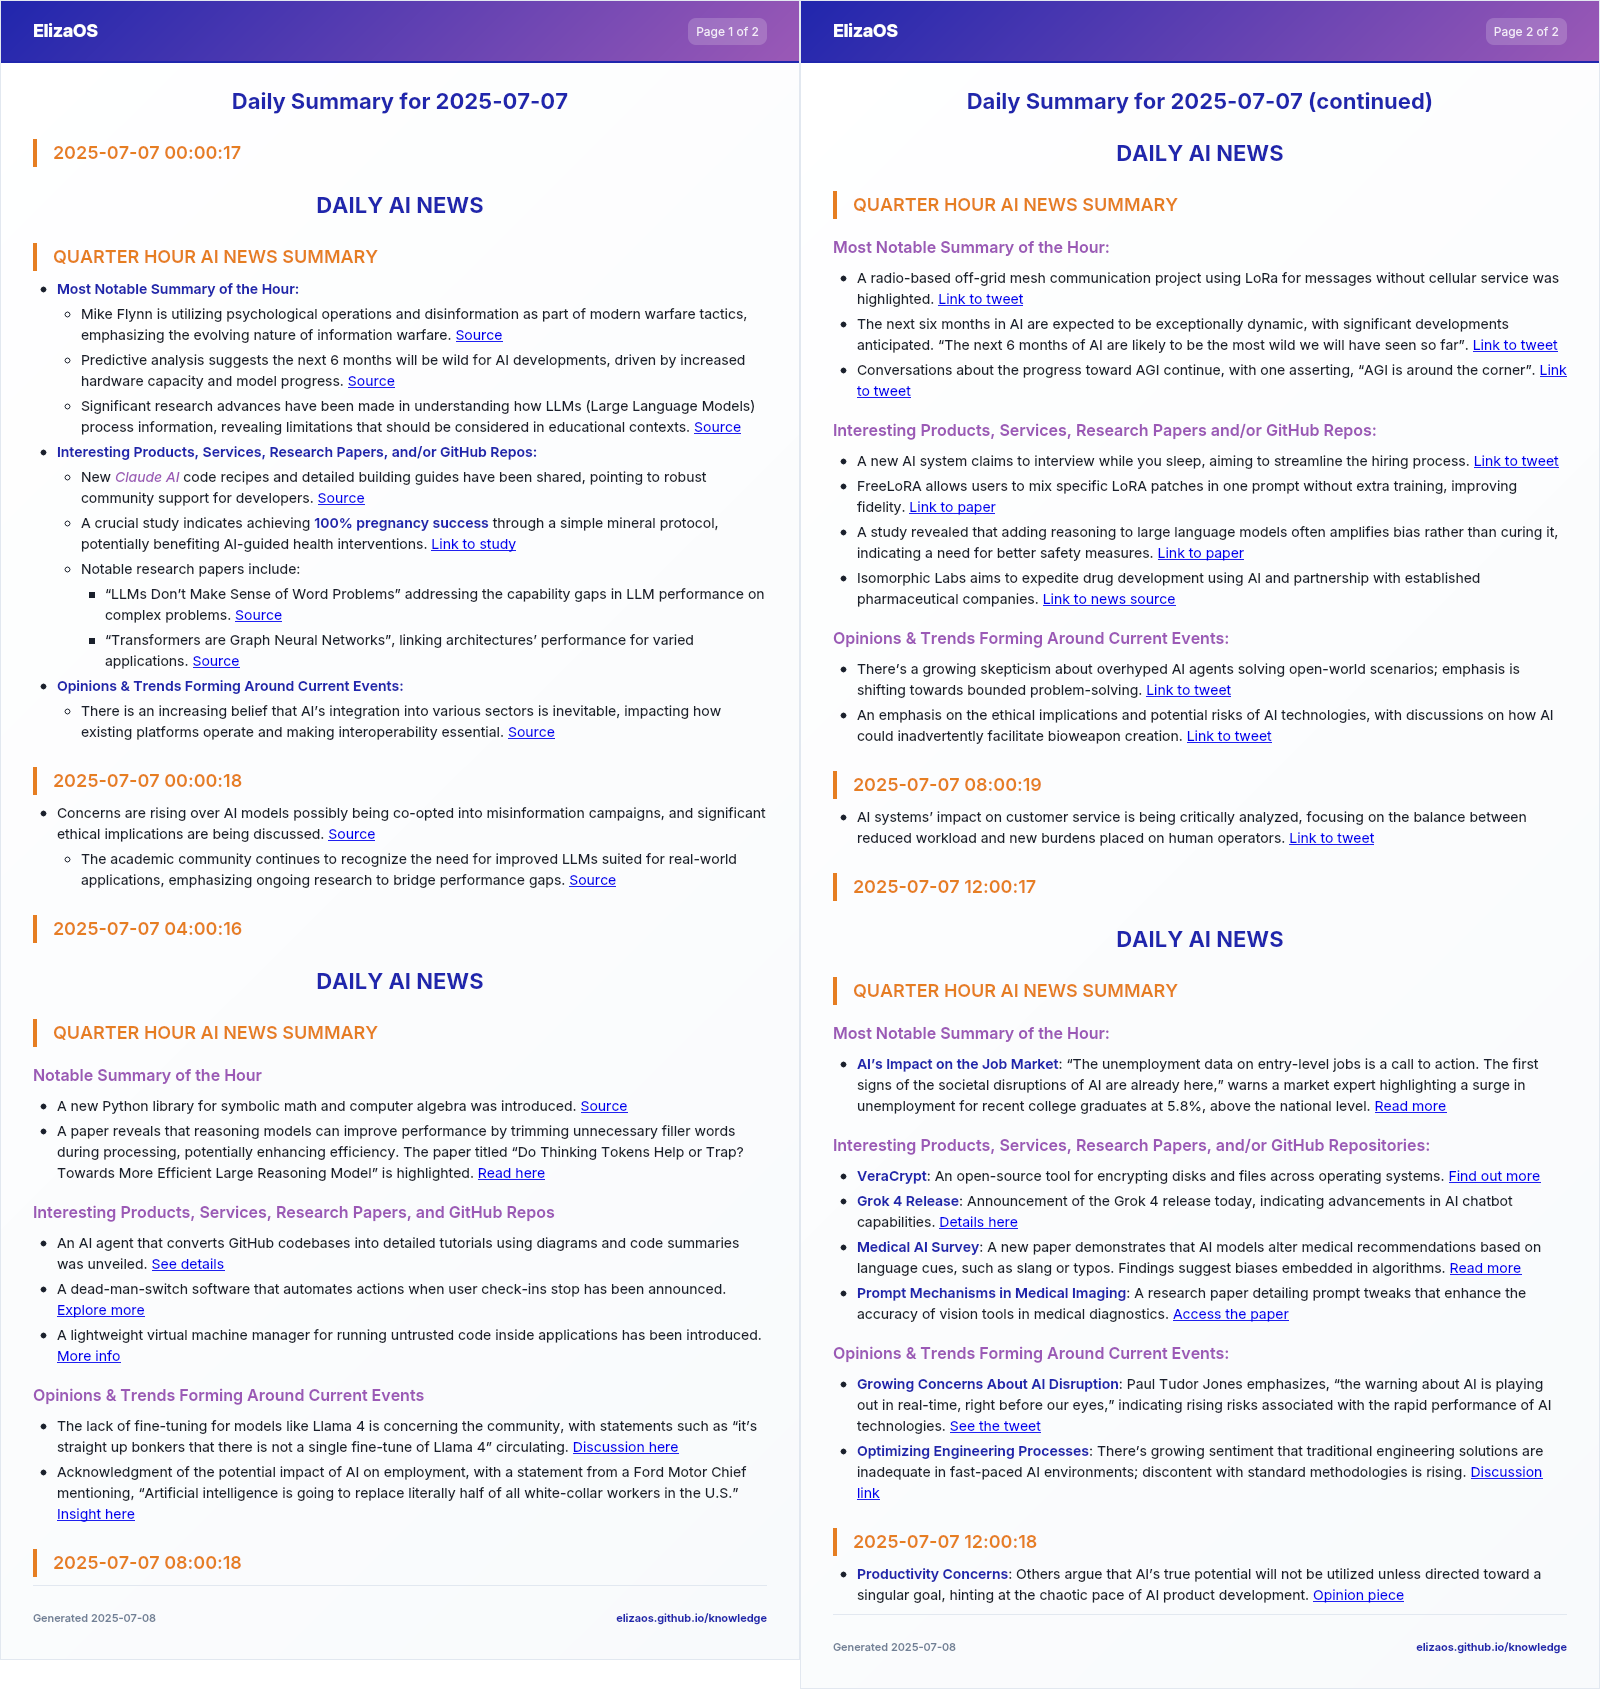 ElizaOS
Page 1 of 2
Daily Summary for 2025-07-07
2025-07-07 00:00:17
DAILY AI NEWS
QUARTER HOUR AI NEWS SUMMARY
Most Notable Summary of the Hour:
Mike Flynn is utilizing psychological operations and disinformation as part of modern warfare tactics,
emphasizing the evolving nature of information warfare. Source
Predictive analysis suggests the next 6 months will be wild for AI developments, driven by increased
hardware capacity and model progress. Source
Significant research advances have been made in understanding how LLMs (Large Language Models)
process information, revealing limitations that should be considered in educational contexts. Source
Interesting Products, Services, Research Papers, and/or GitHub Repos:
New Claude AI code recipes and detailed building guides have been shared, pointing to robust
community support for developers. Source
A crucial study indicates achieving 100% pregnancy success through a simple mineral protocol,
potentially benefiting AI-guided health interventions. Link to study
Notable research papers include:
“LLMs Don’t Make Sense of Word Problems” addressing the capability gaps in LLM performance on
complex problems. Source
“Transformers are Graph Neural Networks”, linking architectures’ performance for varied
applications. Source
Opinions & Trends Forming Around Current Events:
There is an increasing belief that AI’s integration into various sectors is inevitable, impacting how
existing platforms operate and making interoperability essential. Source
2025-07-07 00:00:18
Concerns are rising over AI models possibly being co-opted into misinformation campaigns, and significant
ethical implications are being discussed. Source
The academic community continues to recognize the need for improved LLMs suited for real-world
applications, emphasizing ongoing research to bridge performance gaps. Source
2025-07-07 04:00:16
DAILY AI NEWS
QUARTER HOUR AI NEWS SUMMARY
Notable Summary of the Hour
A new Python library for symbolic math and computer algebra was introduced. Source
A paper reveals that reasoning models can improve performance by trimming unnecessary filler words
during processing, potentially enhancing efficiency. The paper titled “Do Thinking Tokens Help or Trap?
Towards More Efficient Large Reasoning Model” is highlighted. Read here
Interesting Products, Services, Research Papers, and GitHub Repos
An AI agent that converts GitHub codebases into detailed tutorials using diagrams and code summaries
was unveiled. See details
A dead-man-switch software that automates actions when user check-ins stop has been announced.
Explore more
A lightweight virtual machine manager for running untrusted code inside applications has been introduced.
More info
Opinions & Trends Forming Around Current Events
The lack of fine-tuning for models like Llama 4 is concerning the community, with statements such as “it’s
straight up bonkers that there is not a single fine-tune of Llama 4” circulating. Discussion here
Acknowledgment of the potential impact of AI on employment, with a statement from a Ford Motor Chief
mentioning, “Artificial intelligence is going to replace literally half of all white-collar workers in the U.S.”
Insight here
2025-07-07 08:00:18
Generated 2025-07-08
elizaos.github.io/knowledge
ElizaOS
Page 2 of 2
Daily Summary for 2025-07-07 (continued)
DAILY AI NEWS
QUARTER HOUR AI NEWS SUMMARY
Most Notable Summary of the Hour:
A radio-based off-grid mesh communication project using LoRa for messages without cellular service was
highlighted. Link to tweet
The next six months in AI are expected to be exceptionally dynamic, with significant developments
anticipated. “The next 6 months of AI are likely to be the most wild we will have seen so far”. Link to tweet
Conversations about the progress toward AGI continue, with one asserting, “AGI is around the corner”. Link
to tweet
Interesting Products, Services, Research Papers and/or GitHub Repos:
A new AI system claims to interview while you sleep, aiming to streamline the hiring process. Link to tweet
FreeLoRA allows users to mix specific LoRA patches in one prompt without extra training, improving
fidelity. Link to paper
A study revealed that adding reasoning to large language models often amplifies bias rather than curing it,
indicating a need for better safety measures. Link to paper
Isomorphic Labs aims to expedite drug development using AI and partnership with established
pharmaceutical companies. Link to news source
Opinions & Trends Forming Around Current Events:
There’s a growing skepticism about overhyped AI agents solving open-world scenarios; emphasis is
shifting towards bounded problem-solving. Link to tweet
An emphasis on the ethical implications and potential risks of AI technologies, with discussions on how AI
could inadvertently facilitate bioweapon creation. Link to tweet
2025-07-07 08:00:19
AI systems’ impact on customer service is being critically analyzed, focusing on the balance between
reduced workload and new burdens placed on human operators. Link to tweet
2025-07-07 12:00:17
DAILY AI NEWS
QUARTER HOUR AI NEWS SUMMARY
Most Notable Summary of the Hour:
AI’s Impact on the Job Market: “The unemployment data on entry-level jobs is a call to action. The first
signs of the societal disruptions of AI are already here,” warns a market expert highlighting a surge in
unemployment for recent college graduates at 5.8%, above the national level. Read more
Interesting Products, Services, Research Papers, and/or GitHub Repositories:
VeraCrypt: An open-source tool for encrypting disks and files across operating systems. Find out more
Grok 4 Release: Announcement of the Grok 4 release today, indicating advancements in AI chatbot
capabilities. Details here
Medical AI Survey: A new paper demonstrates that AI models alter medical recommendations based on
language cues, such as slang or typos. Findings suggest biases embedded in algorithms. Read more
Prompt Mechanisms in Medical Imaging: A research paper detailing prompt tweaks that enhance the
accuracy of vision tools in medical diagnostics. Access the paper
Opinions & Trends Forming Around Current Events:
Growing Concerns About AI Disruption: Paul Tudor Jones emphasizes, “the warning about AI is playing
out in real-time, right before our eyes,” indicating rising risks associated with the rapid performance of AI
technologies. See the tweet
Optimizing Engineering Processes: There’s growing sentiment that traditional engineering solutions are
inadequate in fast-paced AI environments; discontent with standard methodologies is rising. Discussion
link
2025-07-07 12:00:18
Productivity Concerns: Others argue that AI’s true potential will not be utilized unless directed toward a
singular goal, hinting at the chaotic pace of AI product development. Opinion piece
Generated 2025-07-08
elizaos.github.io/knowledge